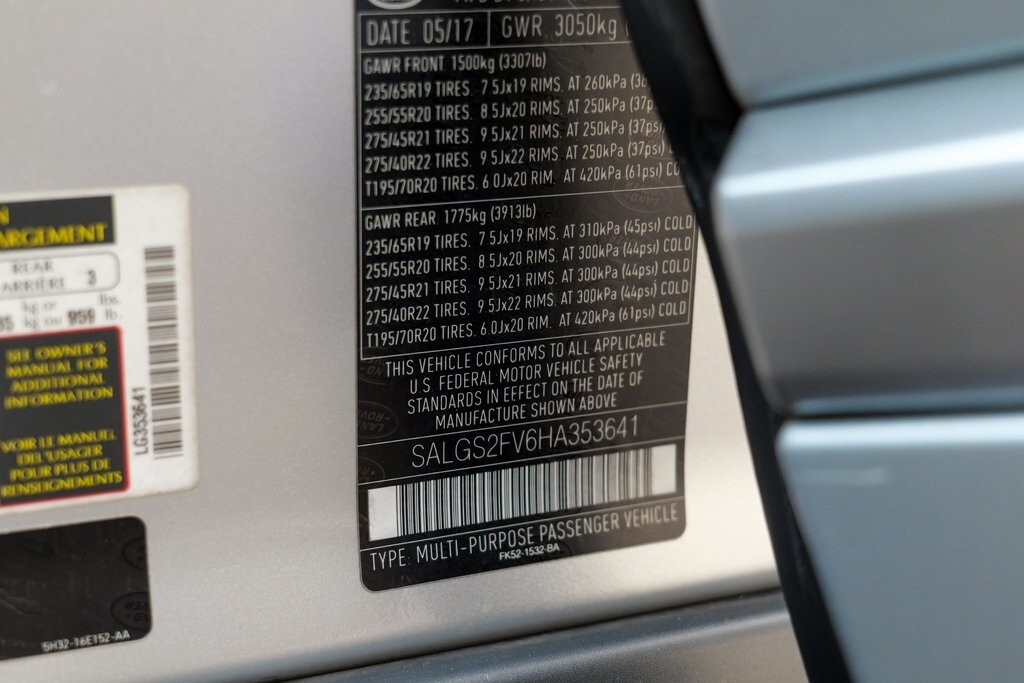 DATE 05/17 GWR 3050kg
GAWR FRONT 1500kg (3307lb)
235/65R19 TIRES. 7.5Jx19 RIMS. AT 260kPa
255/55R20 TIRES. 8.5Jx20 RIMS. AT 250kPa (37p
275/45R21 TIRES. 9.5Jx21 RIMS. AT 250kPa (37psi
275/40R22 TIRES. 9.5Jx22 RIMS. AT 250kPa (37psi)
T195/70R20 TIRES. 6.0Jx20 RIM. AT 420kPa (61psi) CO
GAWR REAR 1775kg (3913lb)
235/65R19 TIRES. 7.5Jx19 RIMS. AT 310kPa (45psi) COLD
255/55R20 TIRES. 8.5Jx20 RIMS. AT 300kPa (44psi) COLD
275/45R21 TIRES. 9.5Jx21 RIMS. AT 300kPa (44psi) COLD
275/40R22 TIRES. 9.5Jx22 RIMS. AT 300kPa (44psi) COLD
T195/70R20 TIRES. 6.0Jx20 RIM. AT 420kPa (61psi) COLD
THIS VEHICLE CONFORMS TO ALL APPLICABLE
U.S. FEDERAL MOTOR VEHICLE SAFETY
STANDARDS IN EFFECT ON THE DATE OF
MANUFACTURE SHOWN ABOVE
SALGS2FV6HA353641
TYPE: MULTI-PURPOSE PASSENGER VEHICLE
FK52-1532-BA
N
ARGEMENT
REAR
ARRIÈRE 3
kg or lbs.
kg ou 959 lb.
SEE OWNER'S
MANUAL FOR
ADDITIONAL
INFORMATION
VOIR LE MANUEL
DE L'USAGER
POUR PLUS DE
RENSEIGNEMENTS
LG353641
5H32-16E152-AA